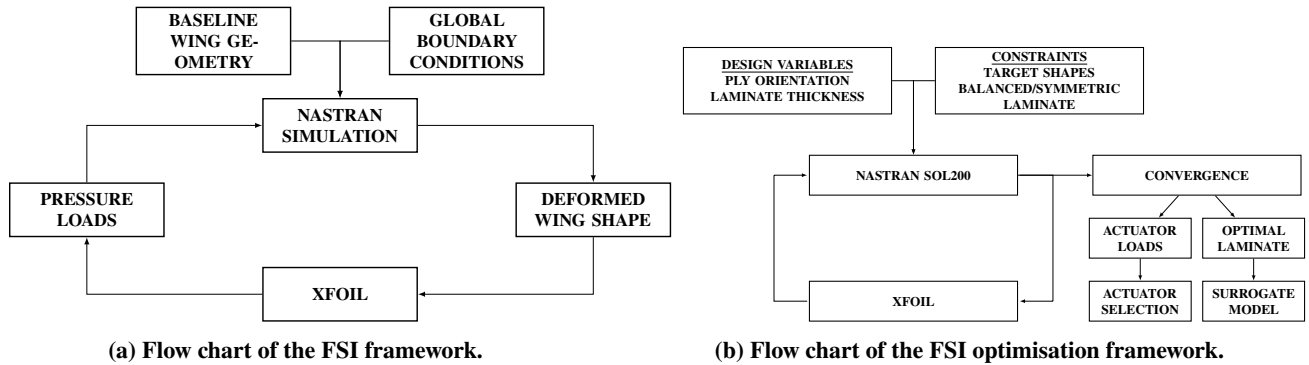 BASELINE
WING GE-
OMETRY
GLOBAL
BOUNDARY
CONDITIONS
NASTRAN
SIMULATION
PRESSURE
LOADS
DEFORMED
WING SHAPE
XFOIL
(a) Flow chart of the FSI framework.
DESIGN VARIABLES
PLY ORIENTATION
LAMINATE THICKNESS
CONSTRAINTS
TARGET SHAPES
BALANCED/SYMMETRIC
LAMINATE
NASTRAN SOL200
CONVERGENCE
ACTUATOR
LOADS
OPTIMAL
LAMINATE
XFOIL
ACTUATOR
SELECTION
SURROGATE
MODEL
(b) Flow chart of the FSI optimisation framework.